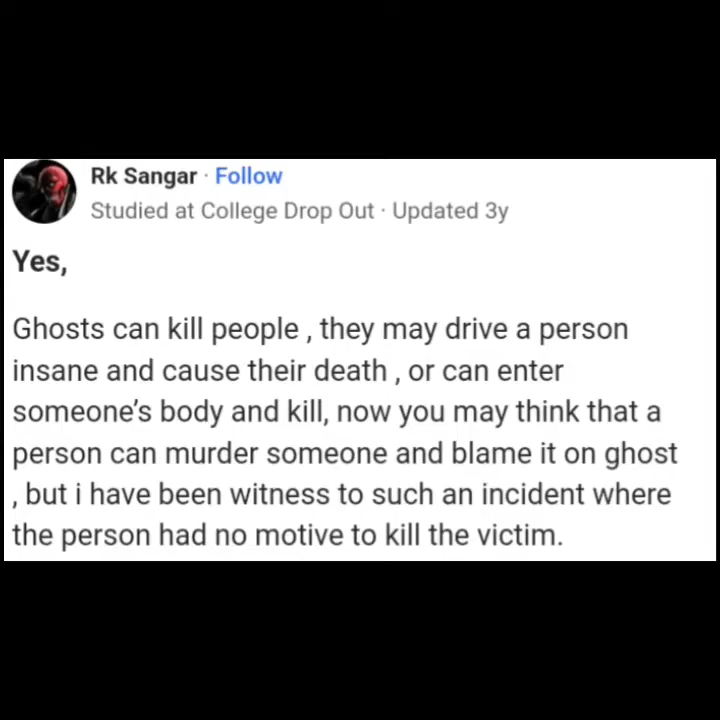 Rk Sangar · Follow
Studied at College Drop Out · Updated 3y
Yes,
Ghosts can kill people , they may drive a person
insane and cause their death , or can enter
someone’s body and kill, now you may think that a
person can murder someone and blame it on ghost
, but i have been witness to such an incident where
the person had no motive to kill the victim.